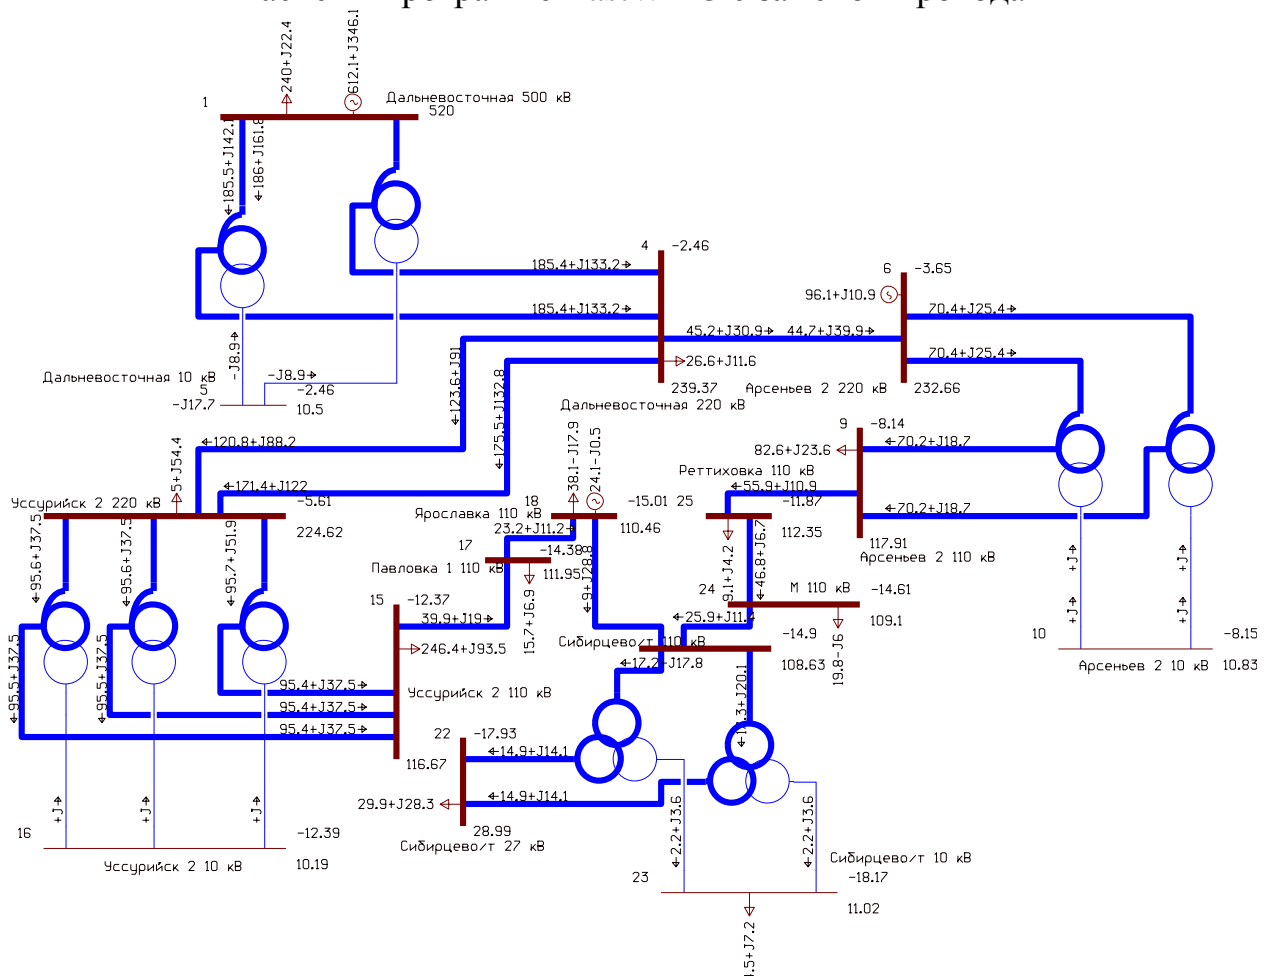 240+J22.4
612.1+J346.1
1
Дальневосточная 500 кВ
520
185.5+J142.1
186+J161.8
4
-2.46
185.4+J133.2
185.4+J133.2
6
-3.65
96.1+J10.9
70.4+J25.4
45.2+J30.9
44.7+J39.9
70.4+J25.4
26.6+J11.6
239.37
Арсеньев 2 220 кВ
232.66
Дальневосточная 220 кВ
-J8.9
-J8.9
Дальневосточная 10 кВ
5
-2.46
-J17.7
10.5
123.6+J91
175.5+J132.8
120.8+J88.2
171.4+J122
5+J54.4
Уссурийск 2 220 кВ
-5.61
224.62
9
-8.14
82.6+J23.6
70.2+J18.7
Реттиховка 110 кВ
55.9+J10.9
70.2+J18.7
Арсеньев 2 110 кВ
117.91
38.1-J17.9
24.1-J0.5
18
-15.01
Ярославка 110 кВ
110.46
23.2+J11.2
25
-11.87
112.35
9.1+J4.2
46.8+J6.7
17
-14.38
Павловка 1 110 кВ
111.95
15.7+J6.9
9+J28.8
95.6+J37.5
95.6+J37.5
95.7+J51.9
15
-12.37
39.9+J19
246.4+J93.5
24
М 110 кВ
-14.61
109.1
19.8-J6
25.9+J11.4
Сибирцево/т 110 кВ
-14.9
108.63
17.2+J17.8
95.5+J37.5
95.5+J37.5
95.4+J37.5
95.4+J37.5
95.4+J37.5
Уссурийск 2 110 кВ
116.67
22
-17.93
14.9+J14.1
14.9+J14.1
29.9+J28.3
28.99
Сибирцево/т 27 кВ
+J
+J
10
-8.15
Арсеньев 2 10 кВ
10.83
+J
+J
+J
+J
+J
16
-12.39
Уссурийск 2 10 кВ
10.19
2.2+J3.6
2.2+J3.6
Сибирцево/т 10 кВ
23
-18.17
11.02